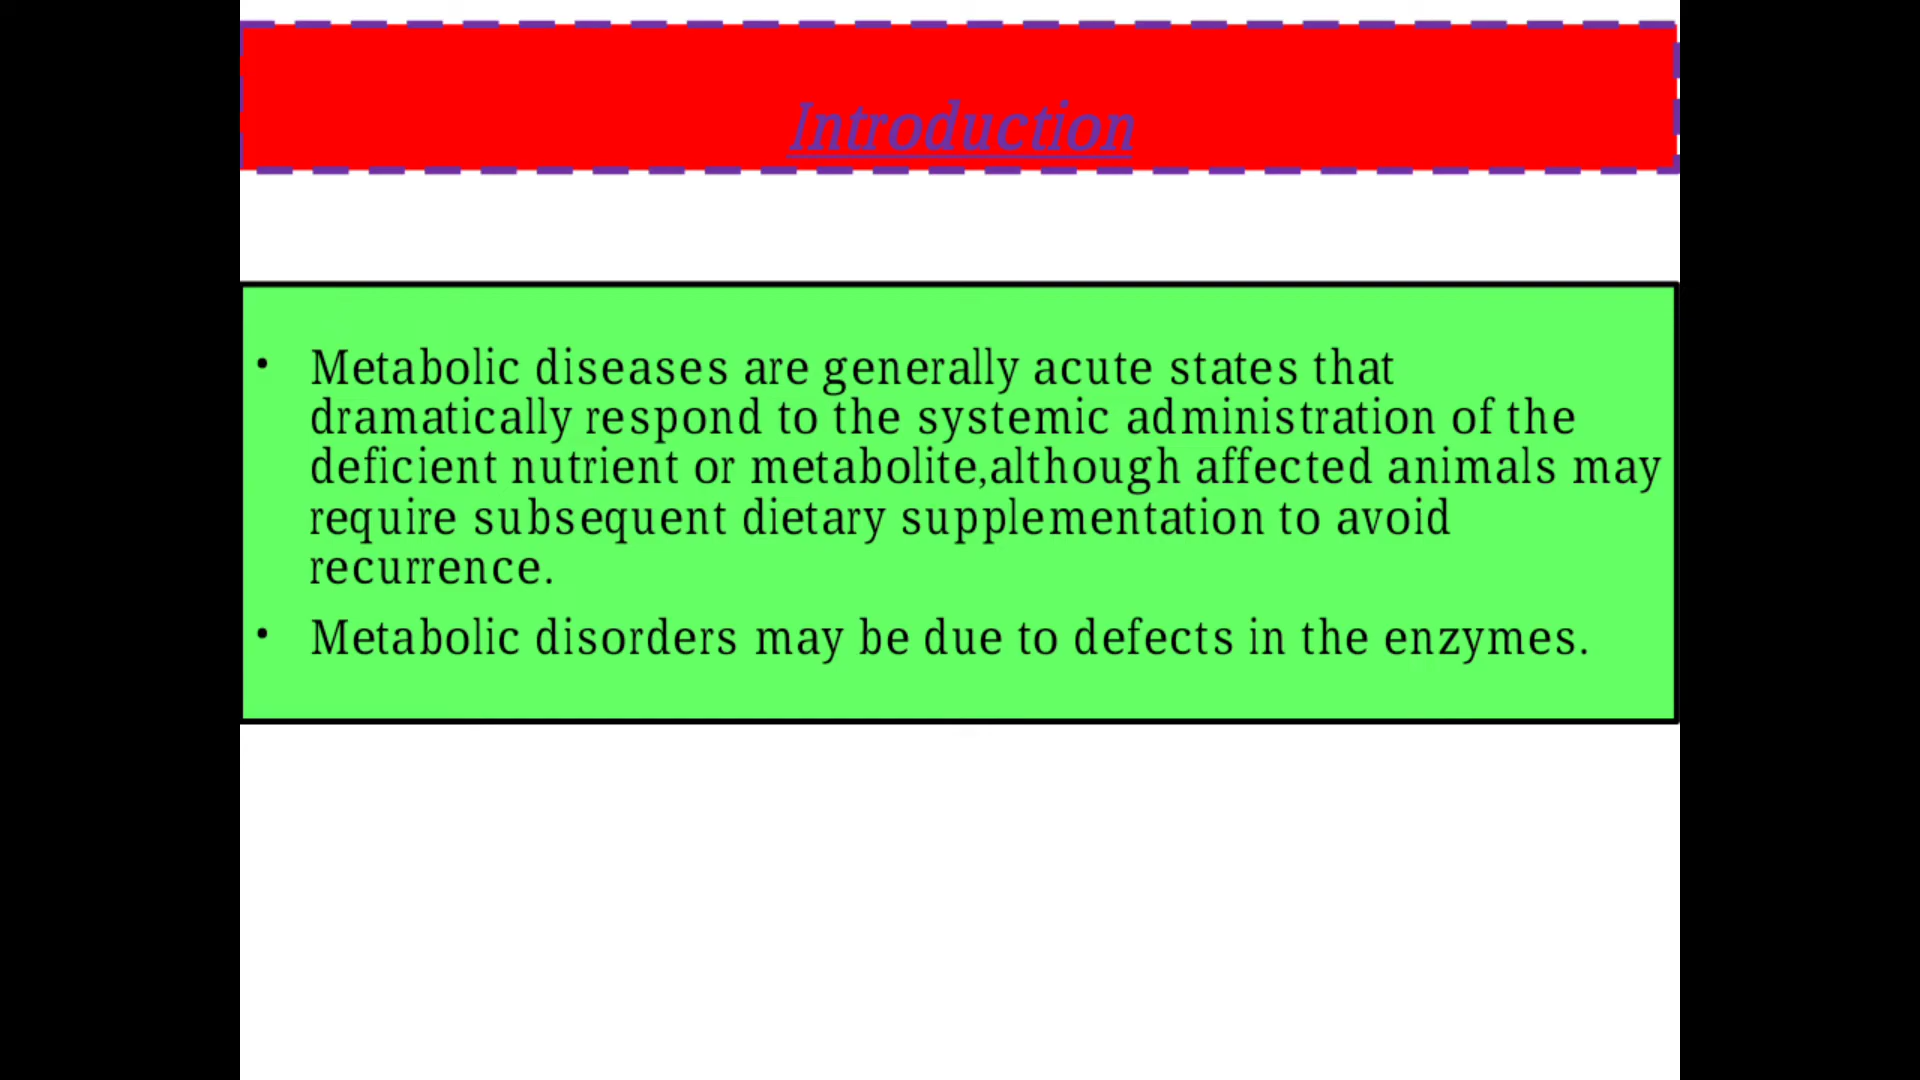 Introduction
• Metabolic diseases are generally acute states that
dramatically respond to the systemic administration of the
deficient nutrient or metabolite,although affected animals may
require subsequent dietary supplementation to avoid
recurrence.
• Metabolic disorders may be due to defects in the enzymes.